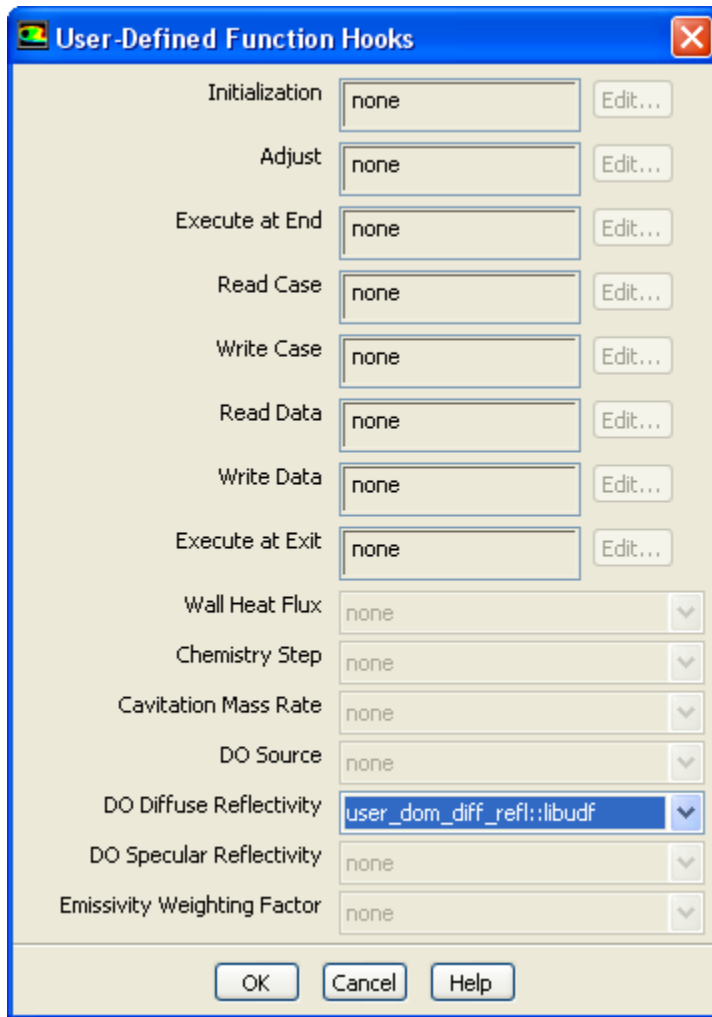 User-Defined Function Hooks
Initialization none Edit...
Adjust none Edit...
Execute at End none Edit...
Read Case none Edit...
Write Case none Edit...
Read Data none Edit...
Write Data none Edit...
Execute at Exit none Edit...
Wall Heat Flux none
Chemistry Step none
Cavitation Mass Rate none
DO Source none
DO Diffuse Reflectivity user_dom_diff_refl::libudf
DO Specular Reflectivity none
Emissivity Weighting Factor none
OK Cancel Help